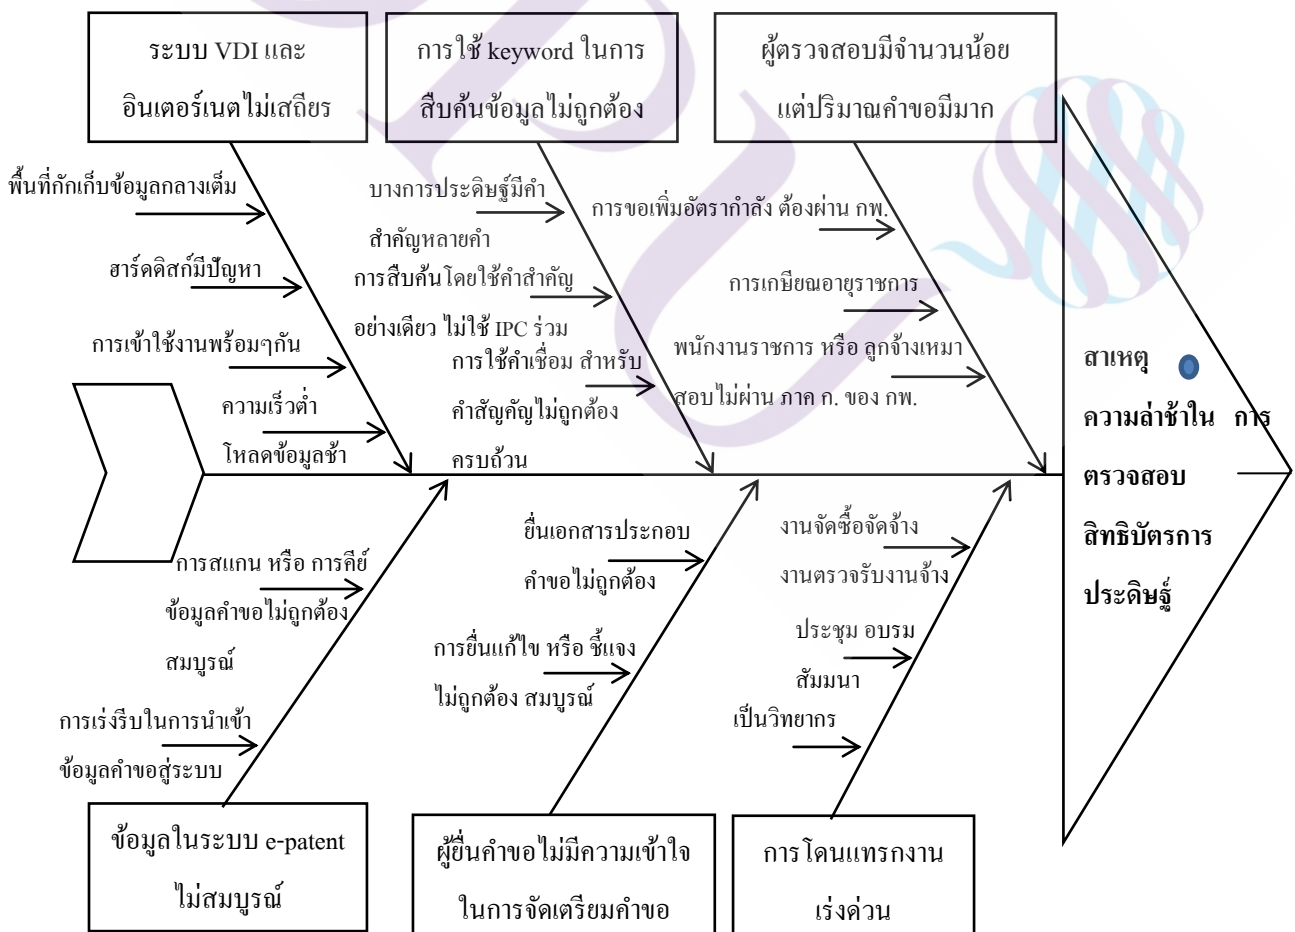 ระบบ VDI และ
อินเตอร์เนตไม่เสถียร
การใช้ keyword ในการ
สืบค้นข้อมูลไม่ถูกต้อง
ผู้ตรวจสอบมีจำนวนน้อย
แต่ปริมาณคำขอมีมาก
พื้นที่กักเก็บข้อมูลกลางเต็ม
ฮาร์ดดิสก์มีปัญหา
การเข้าใช้งานพร้อมๆกัน
ความเร็วต่ำ
โหลดข้อมูลช้า
บางการประดิษฐ์มีคำ
สำคัญหลายคำ
การสืบค้นโดยใช้คำสำคัญ
อย่างเดียว ไม่ใช้ IPC ร่วม
การใช้คำเชื่อม สำหรับ
คำสัญคัญไม่ถูกต้อง
ครบถ้วน
การขอเพิ่มอัตรากำลัง ต้องผ่าน กพ.
การเกษียณอายุราชการ
พนักงานราชการ หรือ ลูกจ้างเหมา
สอบไม่ผ่าน ภาค ก. ของ กพ.
สาเหตุ
ความล่าช้าใน การ
ตรวจสอบ
สิทธิบัตรการ
ประดิษฐ์
การสแกน หรือ การคีย์
ข้อมูลคำขอไม่ถูกต้อง
สมบูรณ์
การเร่งรีบในการนำเข้า
ข้อมูลคำขอสู่ระบบ
ยื่นเอกสารประกอบ
คำขอไม่ถูกต้อง
การยื่นแก้ไข หรือ ชี้แจง
ไม่ถูกต้อง สมบูรณ์
งานจัดซื้อจัดจ้าง
งานตรวจรับงานจ้าง
ประชุม อบรม
สัมมนา
เป็นวิทยากร
ข้อมูลในระบบ e-patent
ไม่สมบูรณ์
ผู้ยื่นคำขอไม่มีความเข้าใจ
ในการจัดเตรียมคำขอ
การโดนแทรกงาน
เร่งด่วน